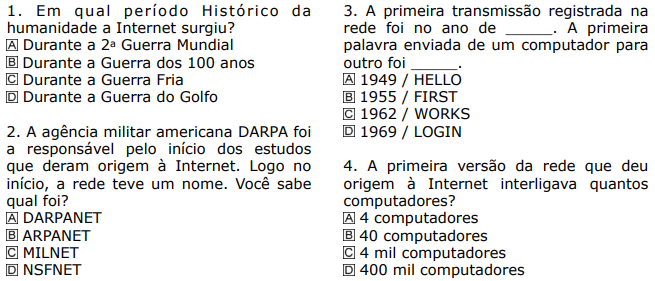 1. Em qual período Histórico da
humanidade a Internet surgiu?
A Durante a 2ª Guerra Mundial
B Durante a Guerra dos 100 anos
C Durante a Guerra Fria
D Durante a Guerra do Golfo
2. A agência militar americana DARPA foi
a responsável pelo início dos estudos
que deram origem à Internet. Logo no
início, a rede teve um nome. Você sabe
qual foi?
A DARPANET
B ARPANET
C MILNET
D NSFNET
3. A primeira transmissão registrada na
rede foi no ano de ______. A primeira
palavra enviada de um computador para
outro foi ______.
A 1949 / HELLO
B 1955 / FIRST
C 1962 / WORKS
D 1969 / LOGIN
4. A primeira versão da rede que deu
origem à Internet interligava quantos
computadores?
A 4 computadores
B 40 computadores
C 4 mil computadores
D 400 mil computadores